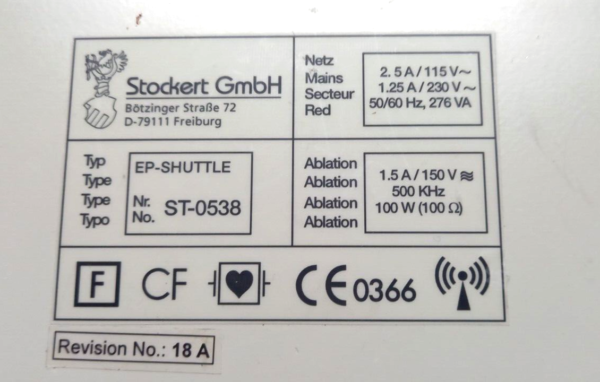 Stockert GmbH
Bötzinger Straße 72
D-79111 Freiburg
Netz
Mains
Secteur
Red
2.5 A / 115 V ~
1.25 A / 230 V ~
50/60 Hz, 276 VA
Typ
Type
Type
Typo
EP-SHUTTLE
Nr.
No. ST-0538
Ablation
Ablation
Ablation
Ablation
1.5 A / 150 V ≋
500 KHz
100 W (100 Ω)
F CF CE 0366
Revision No.: 18 A